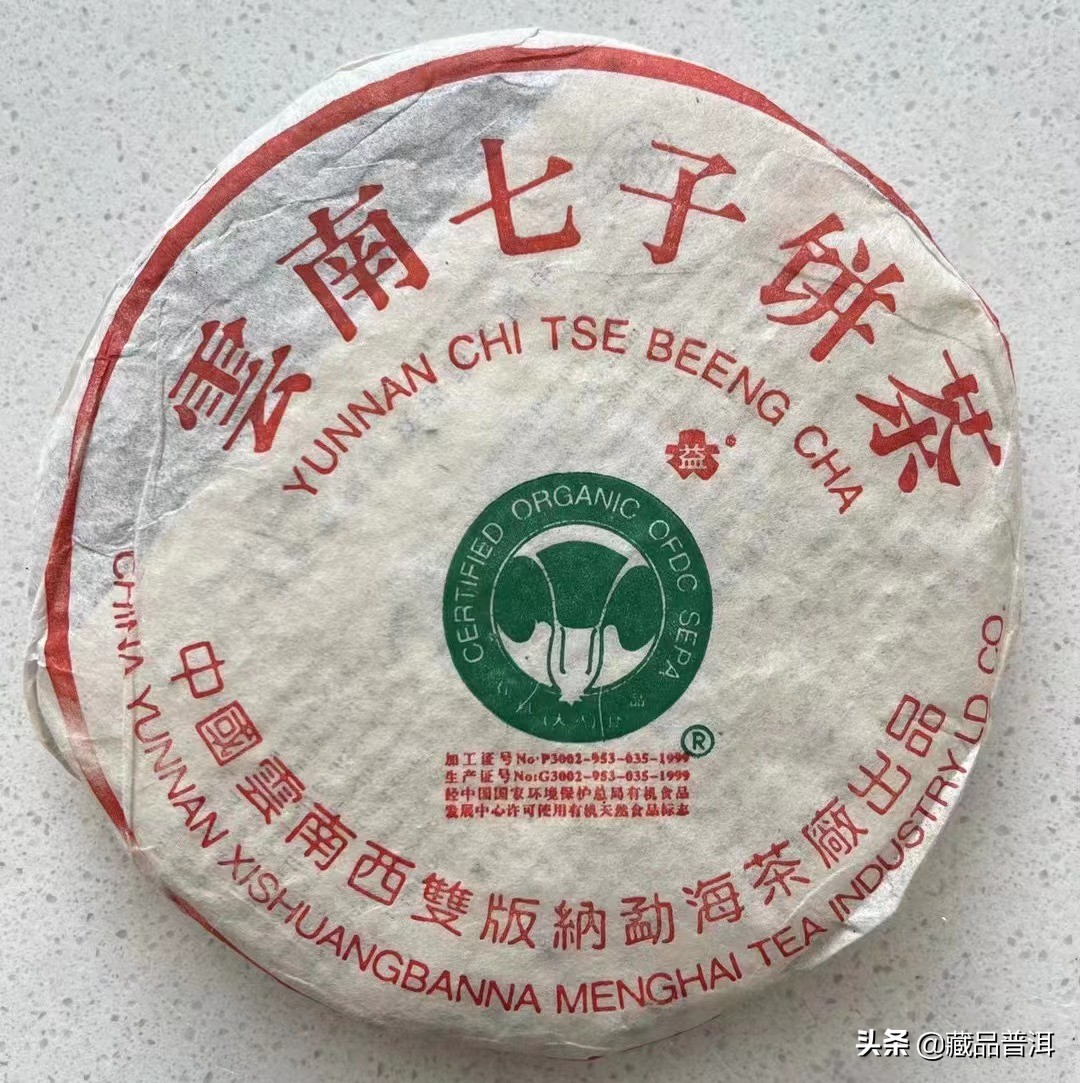 雲南七子餅茶
YUNNAN CHI TSE BEENG CHA
益
CERTIFIED ORGANIC OFDC SEPA
品
®
加工证号No·P3002-953-035-1999
生产证号No:G3002-953-035-1999
经中国国家环境保护总局有机食品
发展中心许可使用有机天然食品标志
中國雲南西雙版納勐海茶廠出品
CHINA YUNNAN XISHUANGBANNA MENGHAI TEA INDUSTRY LD CO.
头条 @藏品普洱